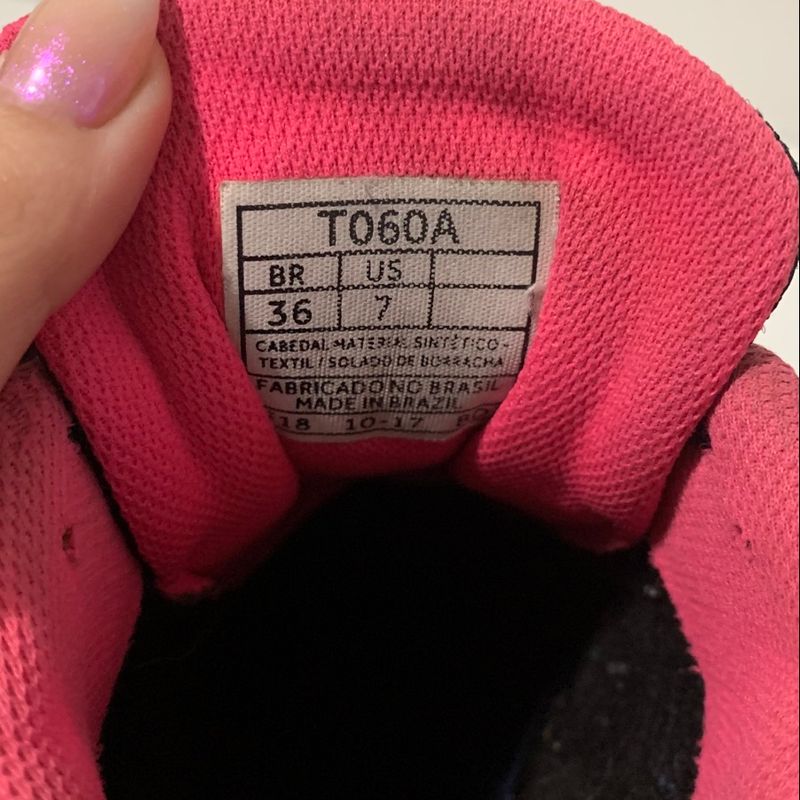 T060A
BR US
36 7
CABEDAL MATERIAL SINTÉTICO-
TEXTIL / SOLADO DE BORRACHA
FABRICADO NO BRASIL
MADE IN BRAZIL
18 10-17